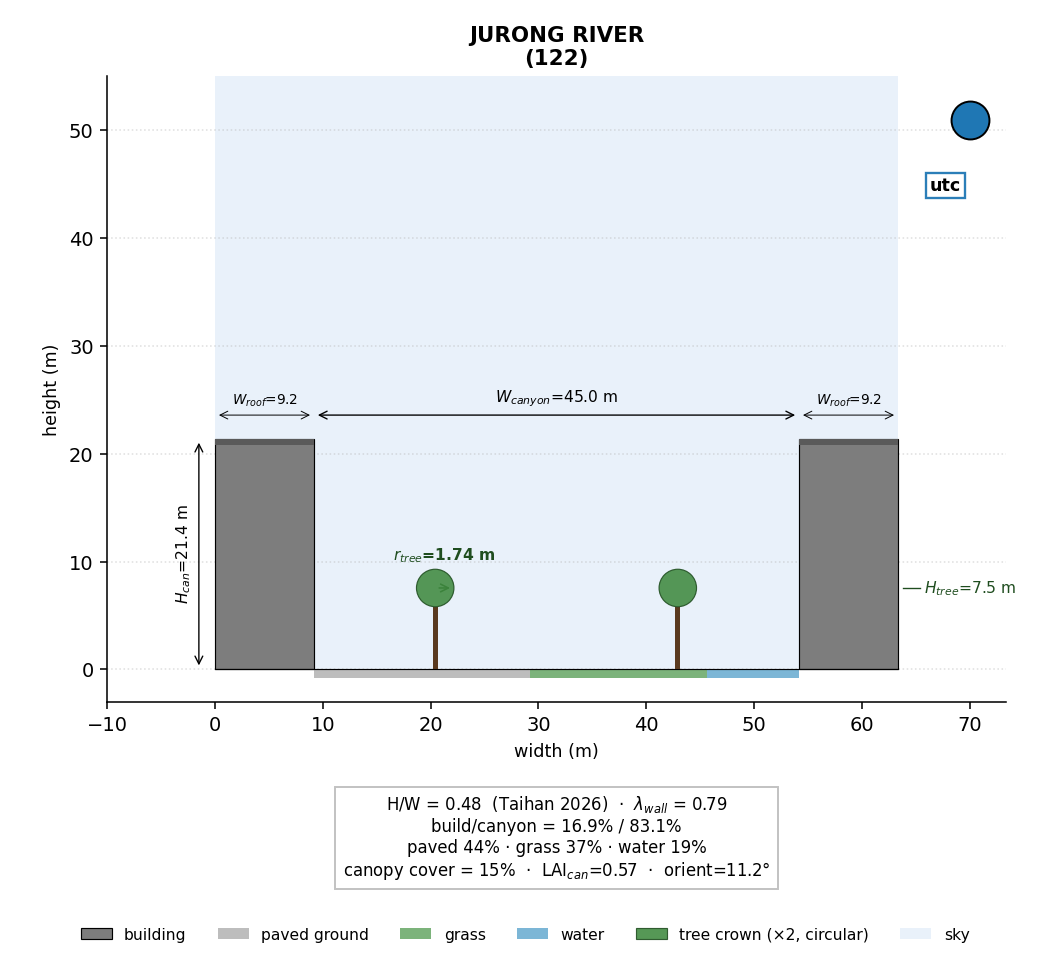 JURONG RIVER
(122)
50
40
30
20
10
0
height (m)
utc
W_roof=9.2
W_canyon=45.0 m
W_roof=9.2
H_can=21.4 m
r_tree=1.74 m
H_tree=7.5 m
−10 0 10 20 30 40 50 60 70
width (m)
H/W = 0.48 (Taihan 2026) · λ_wall = 0.79
build/canyon = 16.9% / 83.1%
paved 44% · grass 37% · water 19%
canopy cover = 15% · LAI_can=0.57 · orient=11.2°
building paved ground grass water tree crown (×2, circular) sky